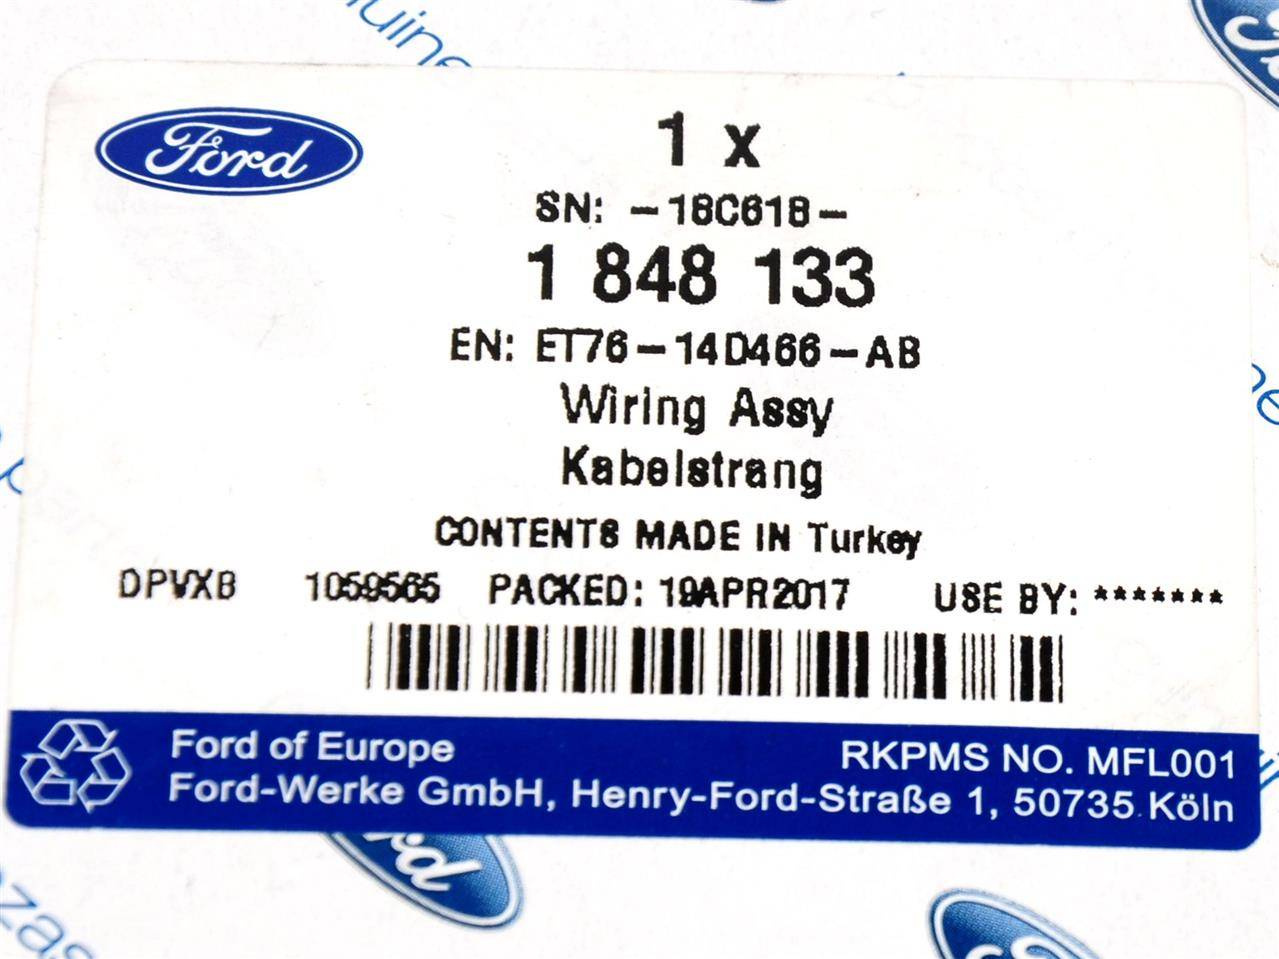 Ford
1 x
SN: -18C618-
1 848 133
EN: ET76-14D466-AB
Wiring Assy
Kabelstrang
CONTENTS MADE IN Turkey
DPVXB 1059565 PACKED: 19APR2017 USE BY: *******
Ford of Europe RKPMS NO. MFL001
Ford-Werke GmbH, Henry-Ford-Straße 1, 50735 Köln